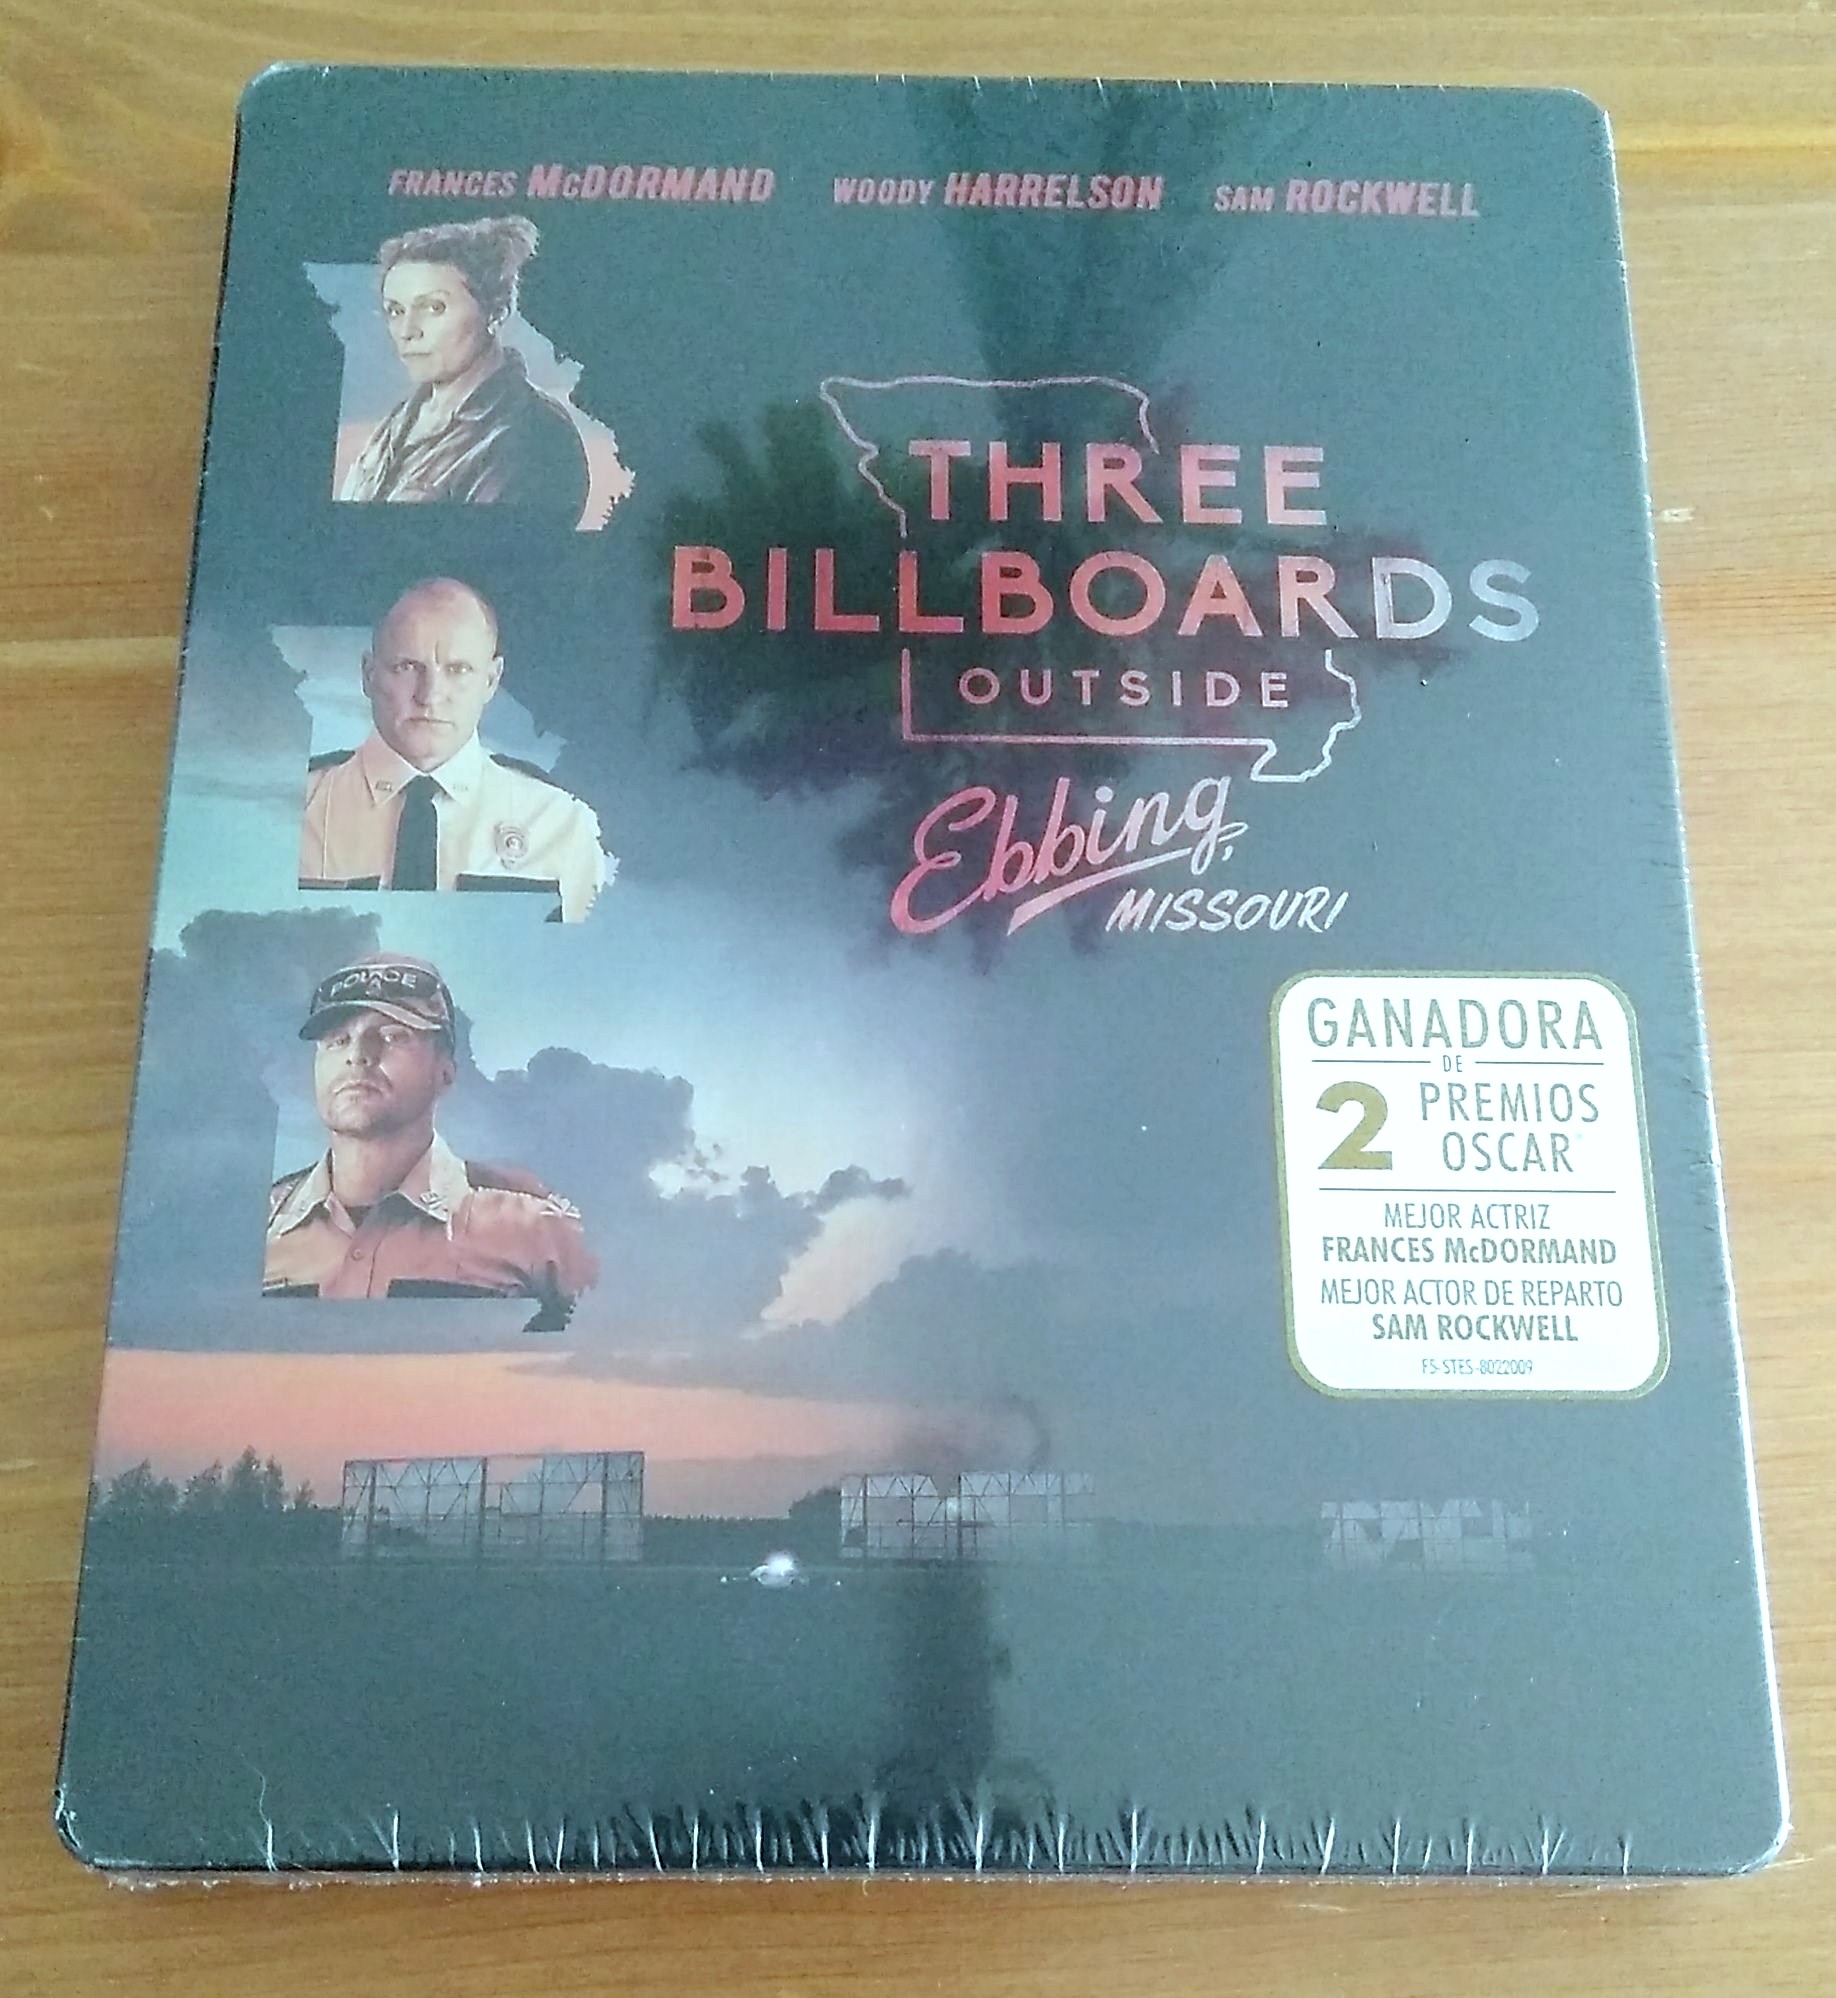 FRANCES McDORMAND WOODY HARRELSON SAM ROCKWELL
THREE
BILLBOARDS
OUTSIDE
Ebbing,
MISSOURI
POLICE
GANADORA
DE
2 PREMIOS
OSCAR
MEJOR ACTRIZ
FRANCES McDORMAND
MEJOR ACTOR DE REPARTO
SAM ROCKWELL
FS-STES-8022009